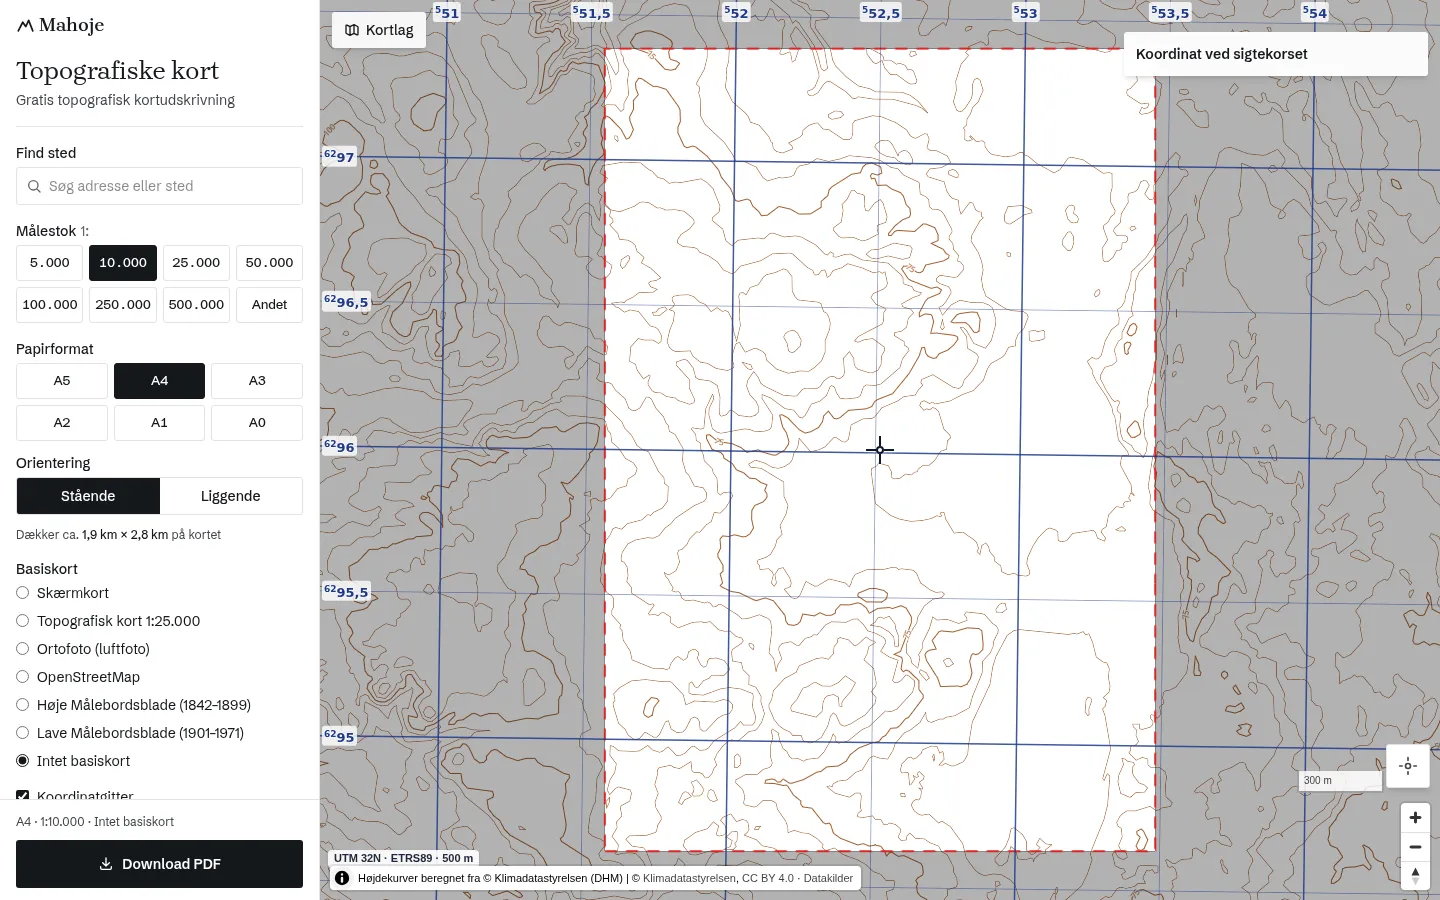 Mahoje
Topografiske kort
Gratis topografisk kortudskrivning
Find sted
Søg adresse eller sted
Målestok 1:
5.000 10.000 25.000 50.000
100.000 250.000 500.000 Andet
Papirformat
A5 A4 A3
A2 A1 A0
Orientering
Stående Liggende
Dækker ca. 1,9 km × 2,8 km på kortet
Basiskort
Skærmkort
Topografisk kort 1:25.000
Ortofoto (luftfoto)
OpenStreetMap
Høje Målebordsblade (1842–1899)
Lave Målebordsblade (1901–1971)
Intet basiskort
Koordinatgitter
A4 · 1:10.000 · Intet basiskort
Download PDF
Kortlag
551 551,5 552 552,5 553 553,5 554
Koordinat ved sigtekorset
6297
6296,5
6296
6295,5
6295
300 m
UTM 32N · ETRS89 · 500 m
Højdekurver beregnet fra © Klimadatastyrelsen (DHM) | © Klimadatastyrelsen, CC BY 4.0 · Datakilder